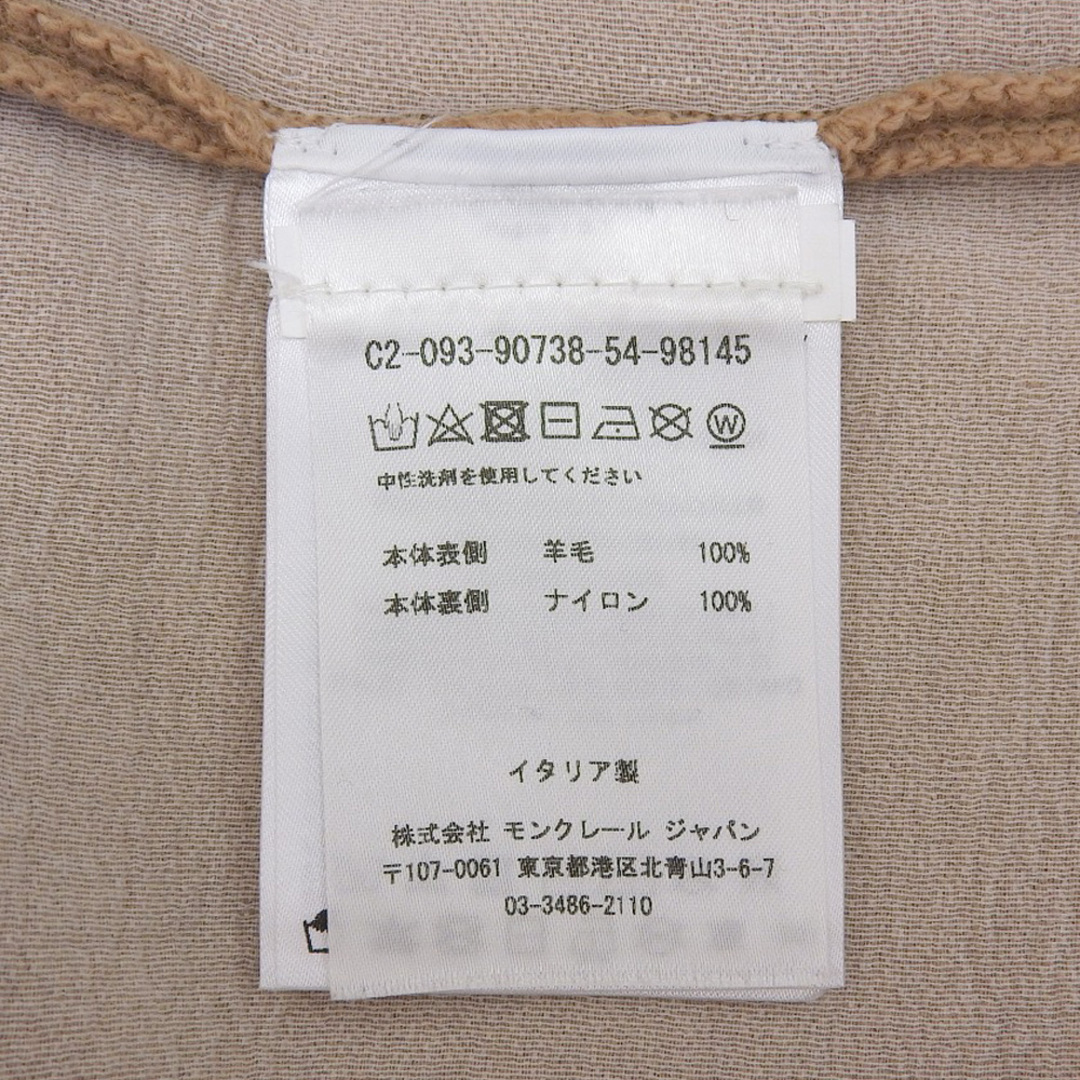 C2-093-90738-54-98145
W
中性洗剤を使用してください
本体表側 羊毛 100%
本体裏側 ナイロン 100%
イタリア製
株式会社 モンクレール ジャパン
〒107-0061 東京都港区北青山3-6-7
03-3486-2110